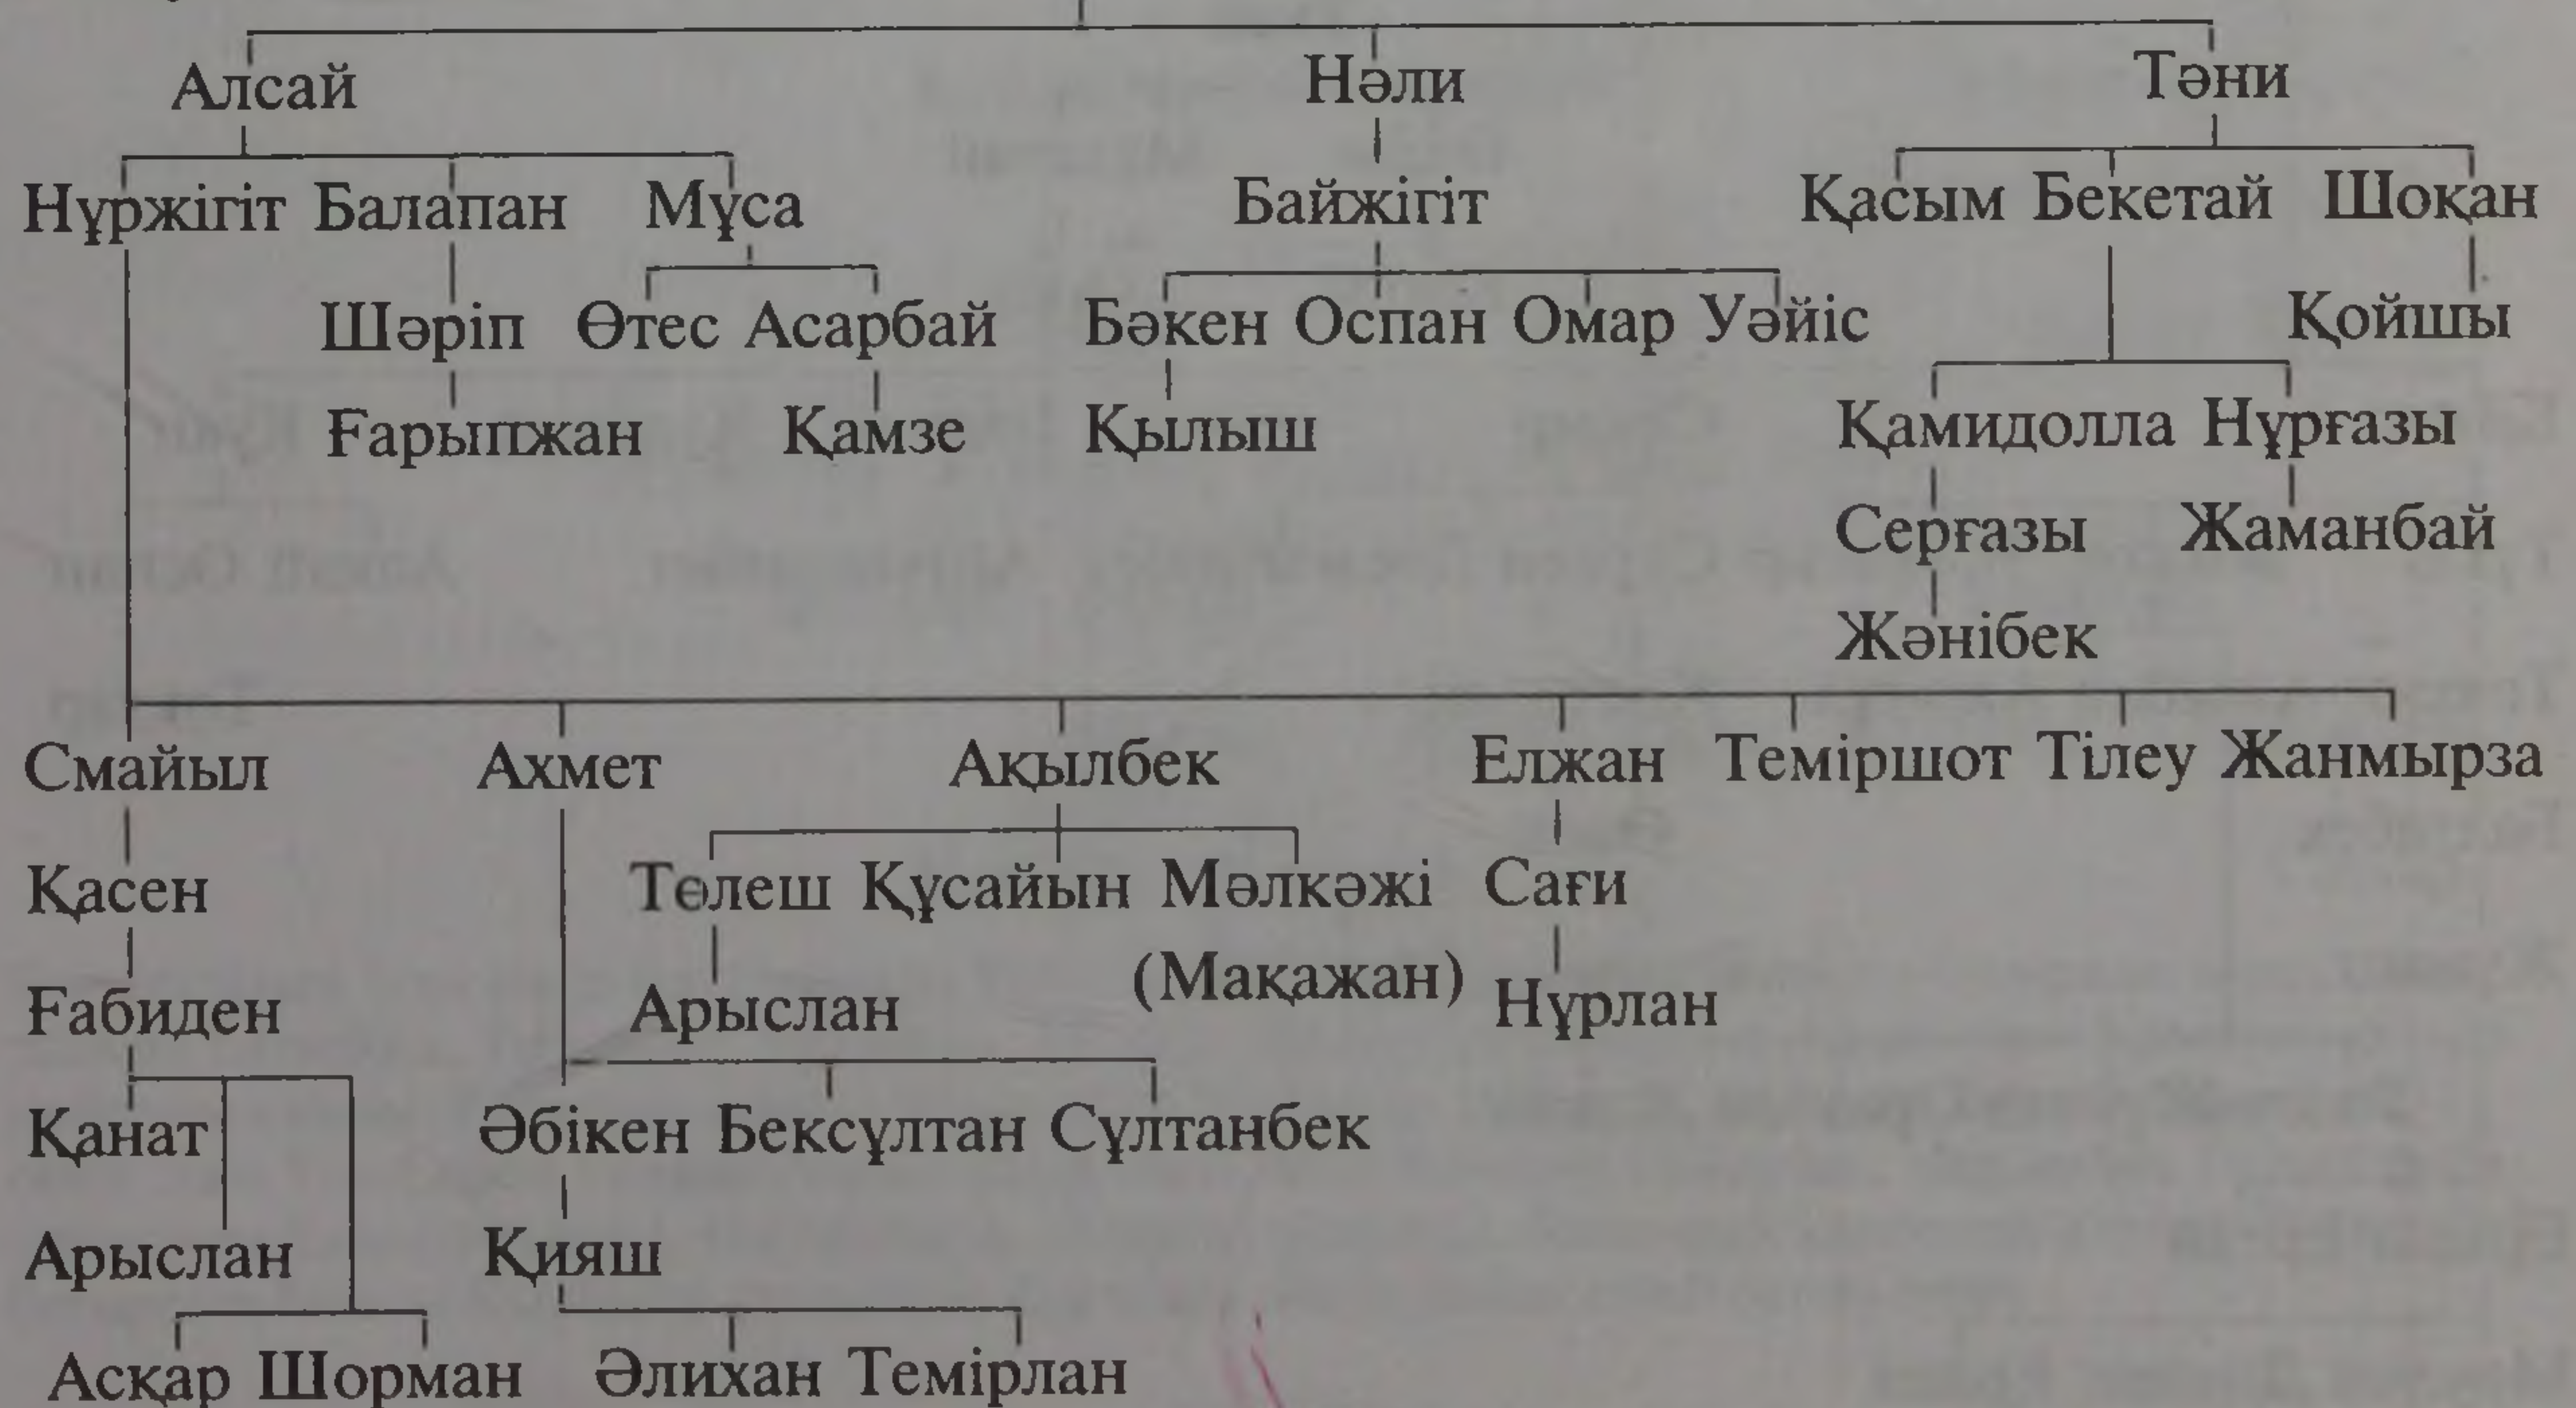 Алсай Нәли Тәни
Нұржігіт Балапан Мұса Байжігіт Қасым Бекетай Шоқан
Шәріп Өтес Асарбай Бәкен Оспан Омар Уәйіс Қойшы
Ғарыпжан Қамзе Қылыш Қамидолла Нұрғазы
Серғазы Жаманбай
Жәнібек
Смайыл Ахмет Ақылбек Елжан Теміршот Тілеу Жанмырза
Қасен Төлеш Құсайын Мәлкәжі Сағи
Ғабиден Арыслан (Мақажан) Нұрлан
Қанат Әбікен Бексұлтан Сұлтанбек
Арыслан Қияш
Асқар Шорман Әлихан Темірлан